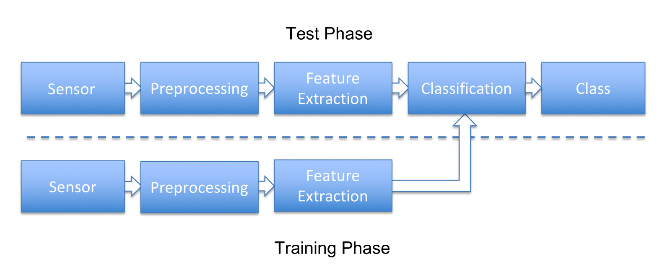 Test Phase
Sensor
Preprocessing
Feature
Extraction
Classification
Class
Sensor
Preprocessing
Feature
Extraction
Training Phase